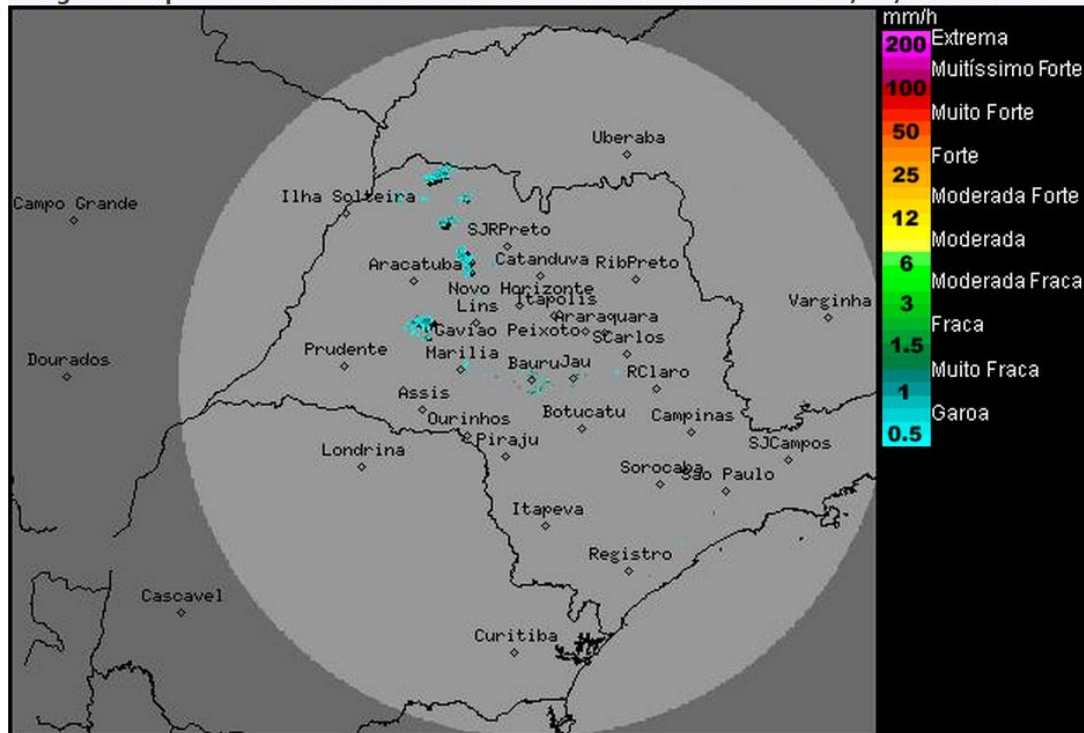 mm/h
200 Extrema
Muitíssimo Forte
100
Muito Forte
50
Forte
25
Moderada Forte
12
Moderada
6
Moderada Fraca
3
Fraca
1.5
Muito Fraca
1
Garoa
0.5
Uberaba
Campo Grande
Ilha Solteira
SJRPreto
Aracatuba
Catanduva
RibPreto
Novo Horizonte
Varginha
Lins
Itapolis
Araraquara
Gaviao Peixoto
SCarlos
Dourados
Prudente
Marilia
Bauru
Jau
RClaro
Assis
Botucatu
Campinas
Ourinhos
Piraju
SJCampos
Londrina
Sorocaba
Sao Paulo
Itapeva
Registro
Cascavel
Curitiba